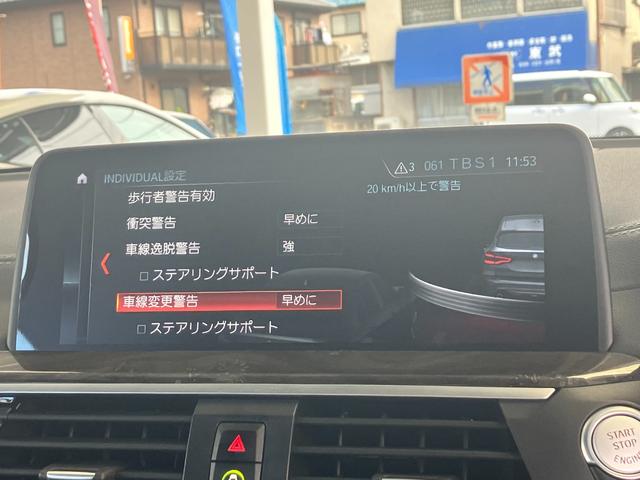 東武
INDIVIDUAL設定
3 061 TBS1 11:53
歩行者警告有効
20 km/h以上で警告
衝突警告 早めに
車線逸脱警告 強
ステアリングサポート
車線変更警告 早めに
ステアリングサポート
START
STOP
ENGINE